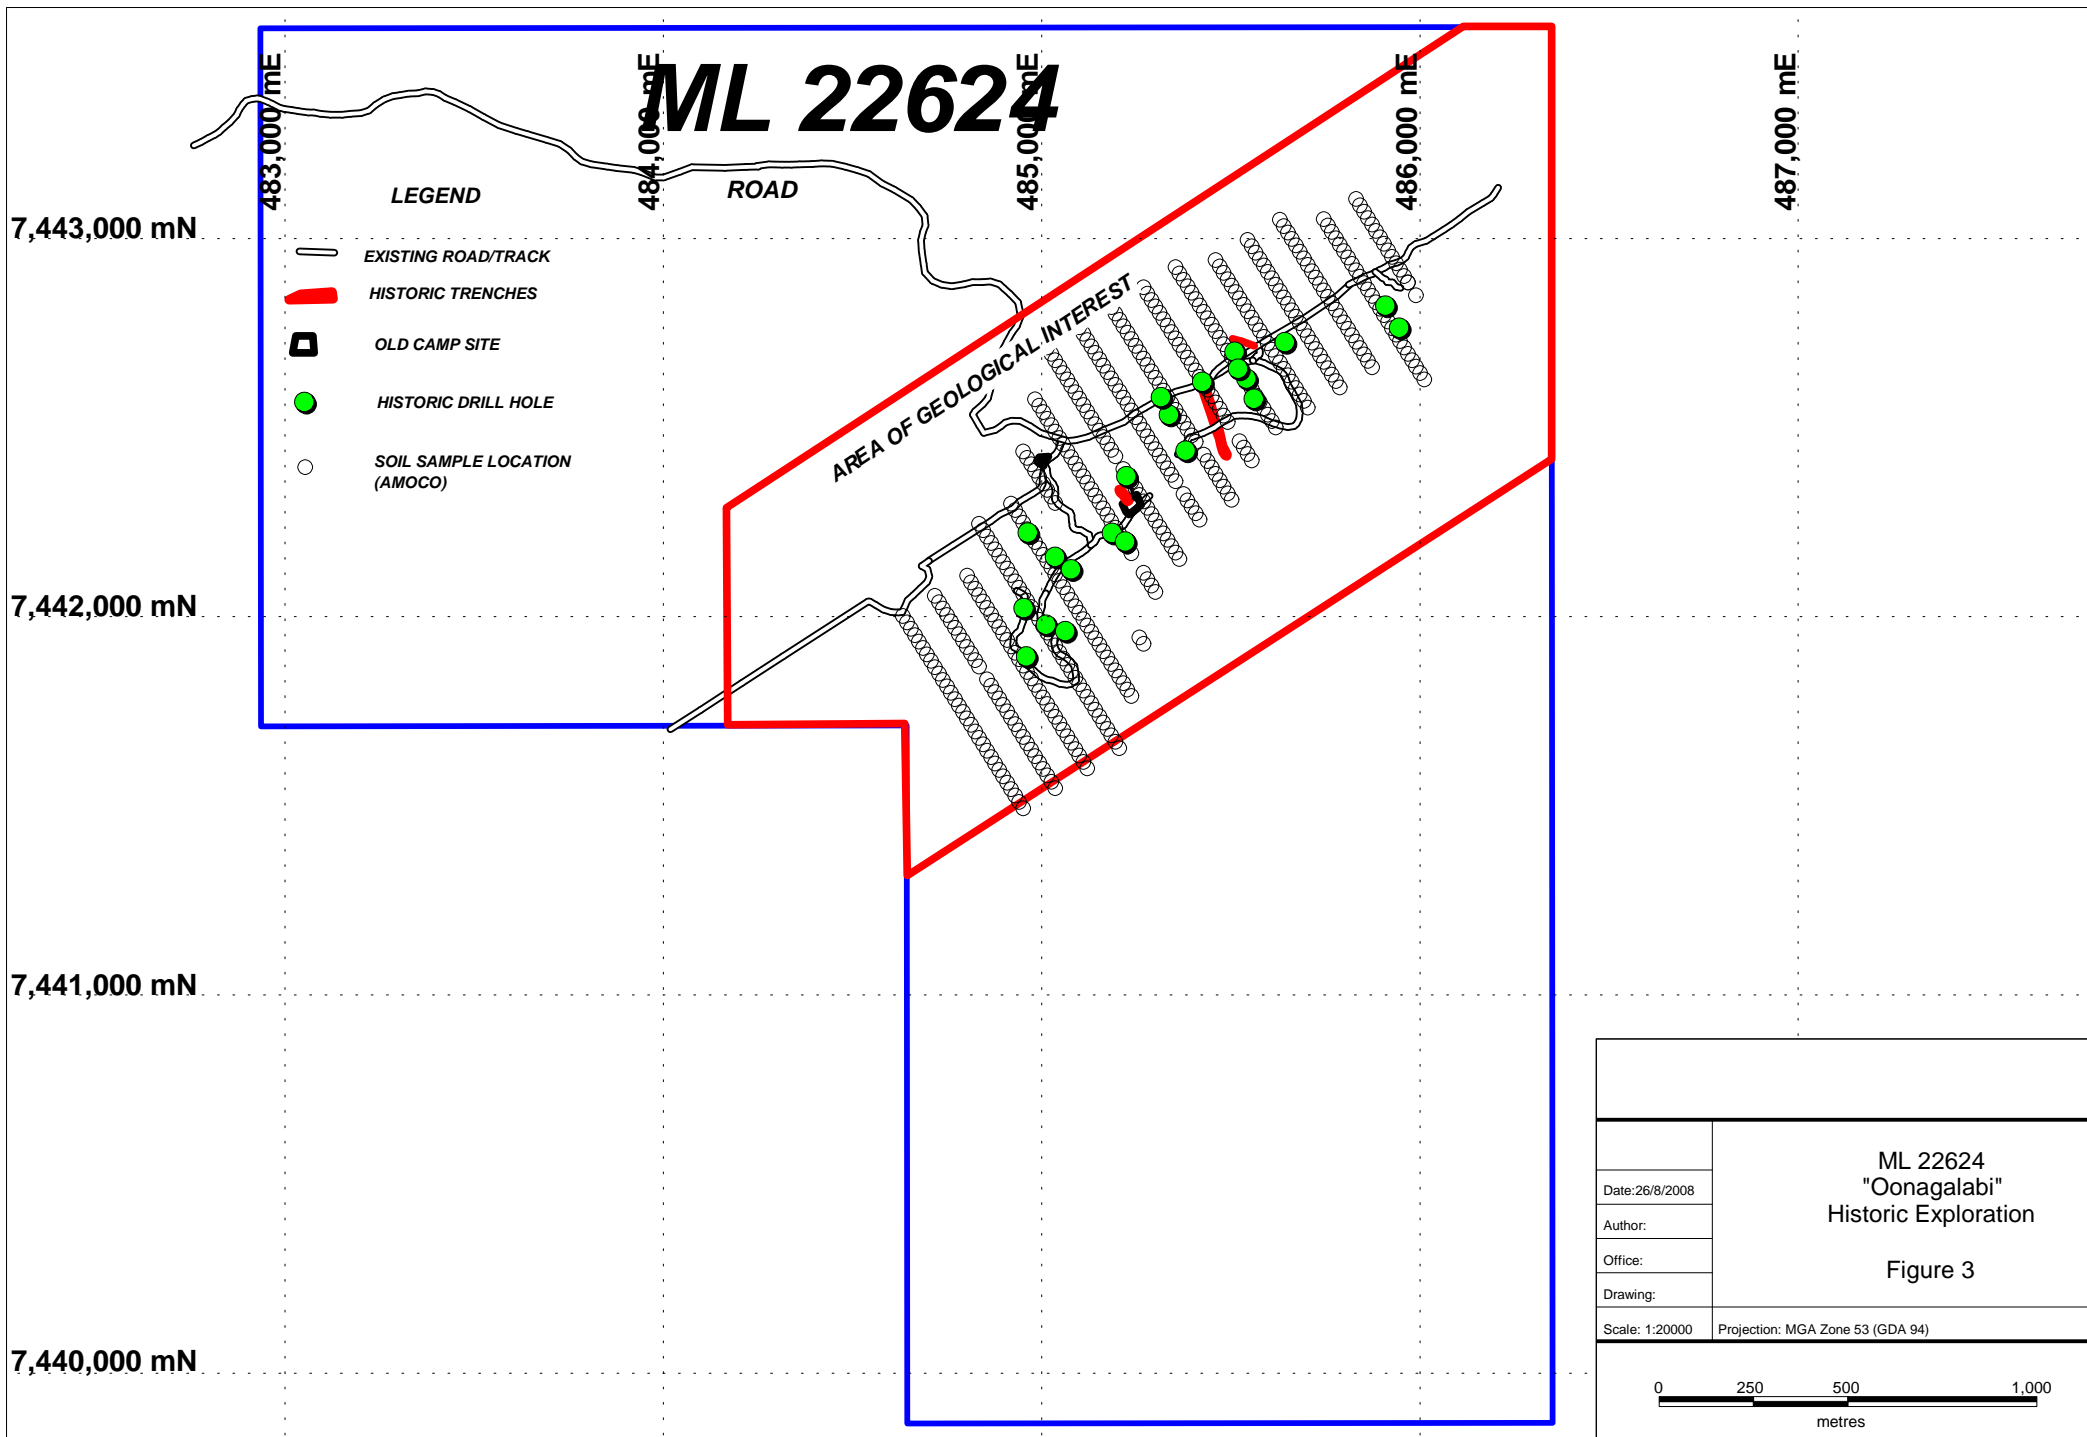 ML 22624
483,000 mE
484,000 mE
485,000 mE
486,000 mE
487,000 mE
7,443,000 mN
7,442,000 mN
7,441,000 mN
7,440,000 mN
LEGEND
EXISTING ROAD/TRACK
HISTORIC TRENCHES
OLD CAMP SITE
HISTORIC DRILL HOLE
SOIL SAMPLE LOCATION
(AMOCO)
ROAD
AREA OF GEOLOGICAL INTEREST
ML 22624
"Oonagalabi"
Historic Exploration
Figure 3
Date:26/8/2008
Author:
Office:
Drawing:
Scale: 1:20000
Projection: MGA Zone 53 (GDA 94)
0 250 500 1,000
metres